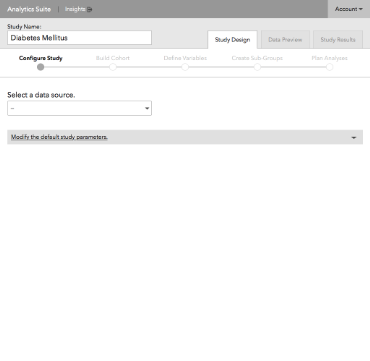 Analytics Suite | Insights
Account
Study Name:
Diabetes Mellitus
Study Design
Data Preview
Study Results
Configure Study
Build Cohort
Define Variables
Create Sub-Groups
Plan Analyses
Select a data source.
--
Modify the default study parameters.